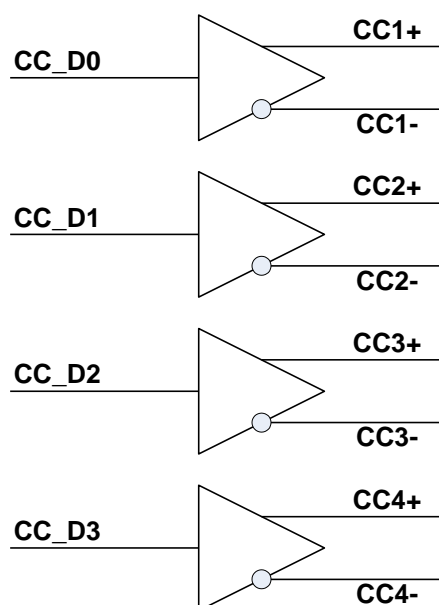 CC1+
CC_D0
CC1-
CC2+
CC_D1
CC2-
CC3+
CC_D2
CC3-
CC4+
CC_D3
CC4-